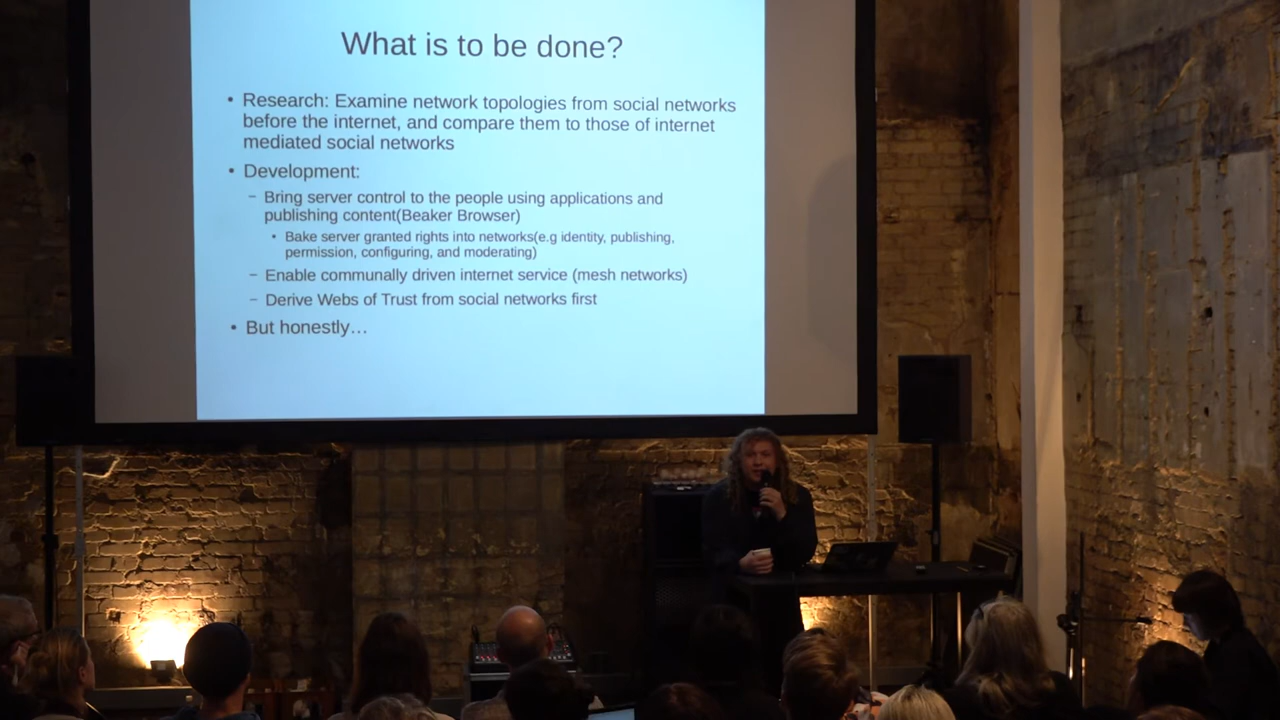 What is to be done?
• Research: Examine network topologies from social networks
before the internet, and compare them to those of internet
mediated social networks
• Development:
– Bring server control to the people using applications and
publishing content(Beaker Browser)
• Bake server granted rights into networks(e.g identity, publishing,
permission, configuring, and moderating)
– Enable communally driven internet service (mesh networks)
– Derive Webs of Trust from social networks first
• But honestly…